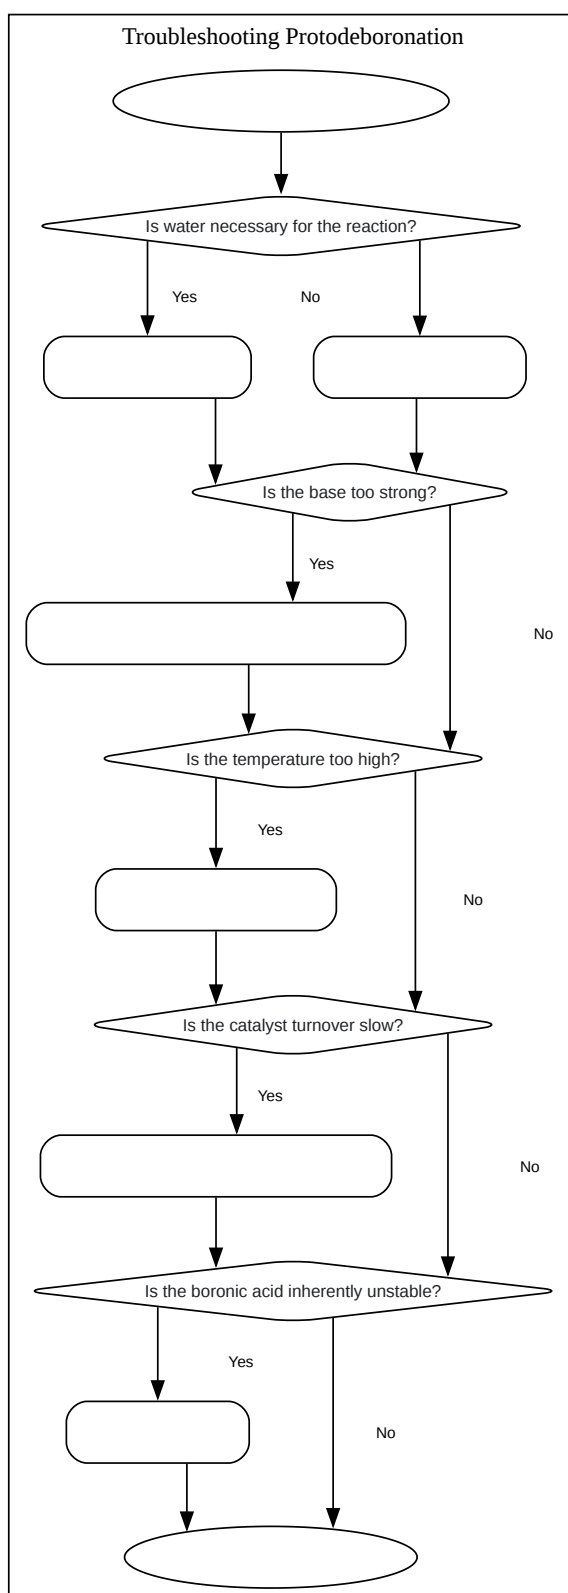 Troubleshooting Protodeboronation
Is water necessary for the reaction?
Yes
No
Is the base too strong?
Yes
No
Is the temperature too high?
Yes
No
Is the catalyst turnover slow?
Yes
No
Is the boronic acid inherently unstable?
Yes
No